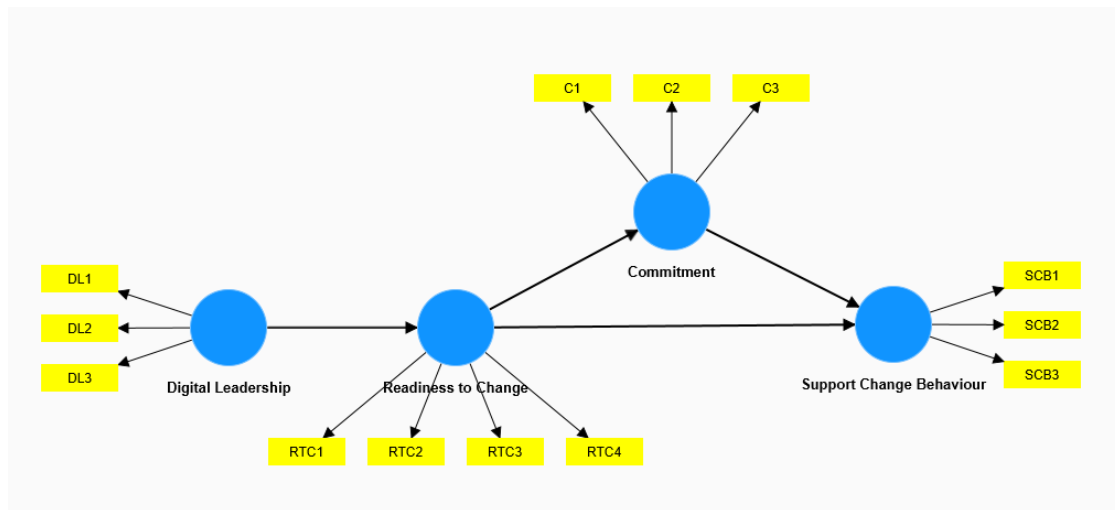 C1
C2
C3
Commitment
DL1
DL2
DL3
Digital Leadership
Readiness to Change
RTC1
RTC2
RTC3
RTC4
SCB1
SCB2
SCB3
Support Change Behaviour